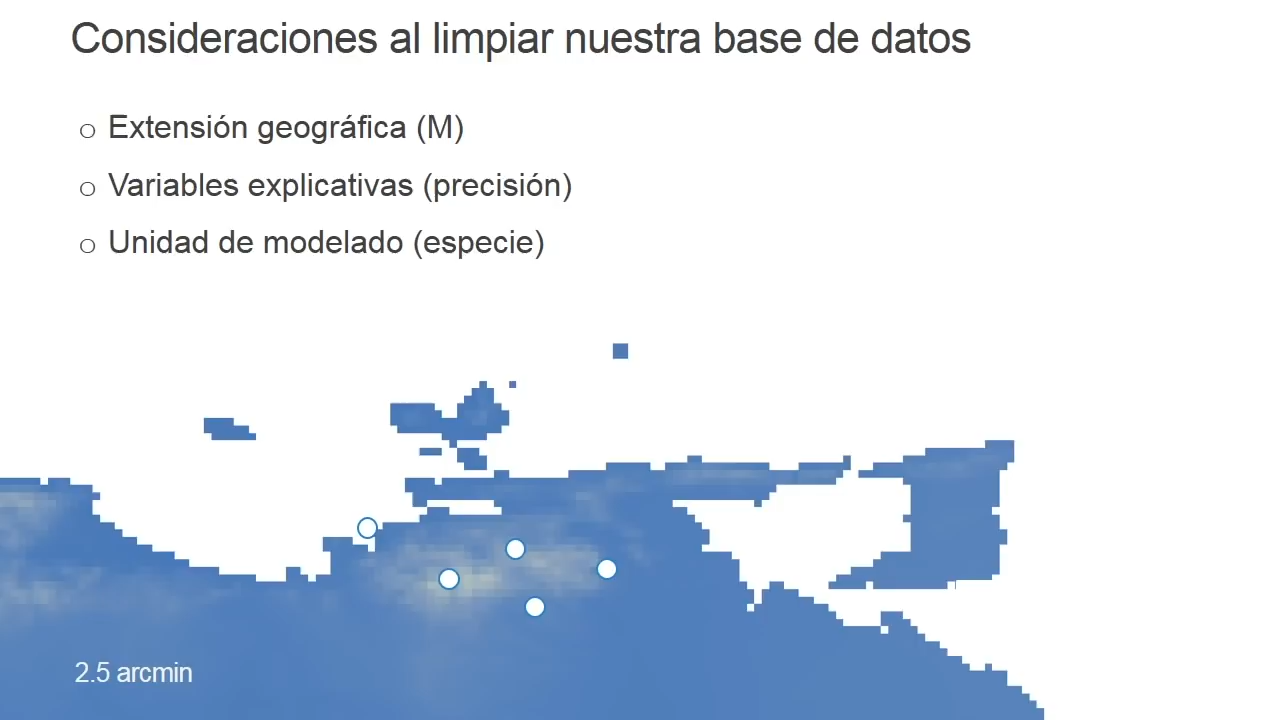 Consideraciones al limpiar nuestra base de datos
Extensión geográfica (M)
Variables explicativas (precisión)
Unidad de modelado (especie)
2.5 arcmin